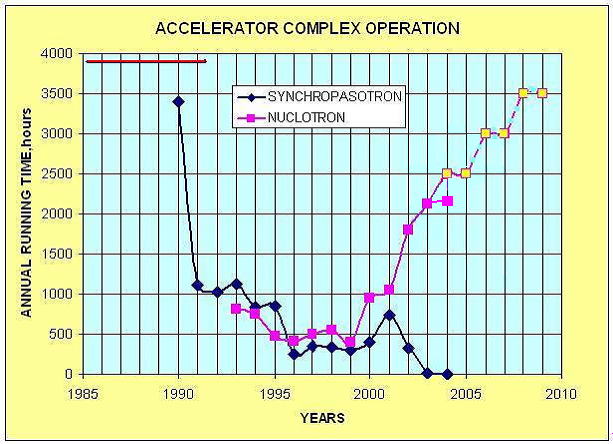 ACCELERATOR COMPLEX OPERATION
4000
3500
3000
2500
2000
1500
1000
500
0
ANNUAL RUNNING TIME,hours
SYNCHROPASOTRON
NUCLOTRON
1985 1990 1995 2000 2005 2010
YEARS